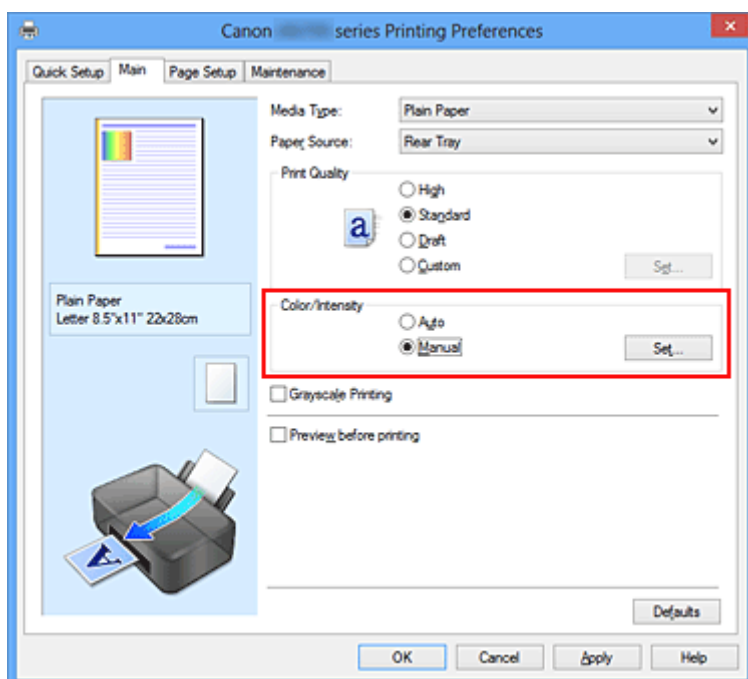 Canon series Printing Preferences
Quick Setup Main Page Setup Maintenance
Media Type: Plain Paper
Paper Source: Rear Tray
Print Quality
High
a Standard
Draft
Custom Set...
Plain Paper
Letter 8.5"x11" 22x28cm
Color/Intensity
Auto
Manual Set...
Grayscale Printing
Preview before printing
A
Defaults
OK Cancel Apply Help